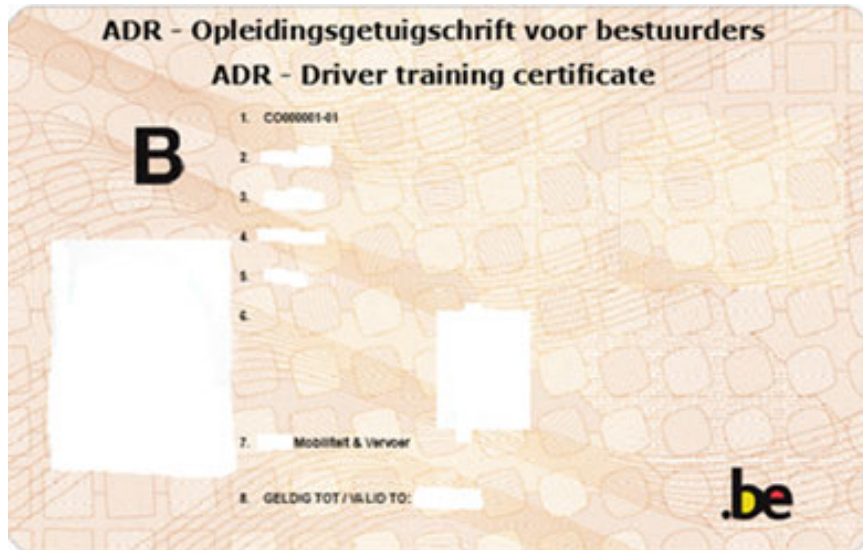 ADR - Opleidingsgetuigschrift voor bestuurders
ADR - Driver training certificate
B
1. CO000001-01
2.
3.
4.
5.
6.
7. Mobiliteit & Vervoer
8. GELDIG TOT / VALID TO:
.be